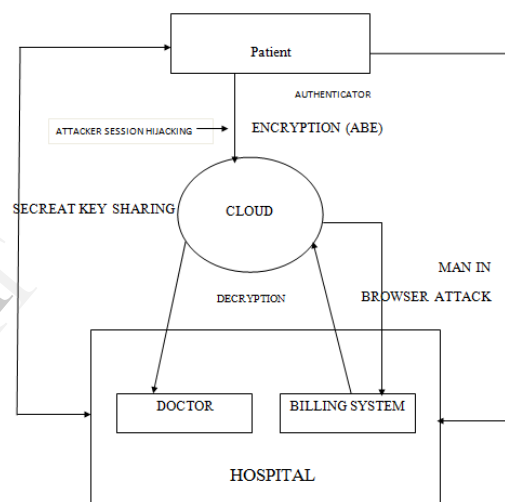 Patient
AUTHENTICATOR
ATTACKER SESSION HIJACKING
ENCRYPTION (ABE)
SECREAT KEY SHARING
CLOUD
MAN IN
DECRYPTION
BROWSER ATTACK
DOCTOR
BILLING SYSTEM
HOSPITAL